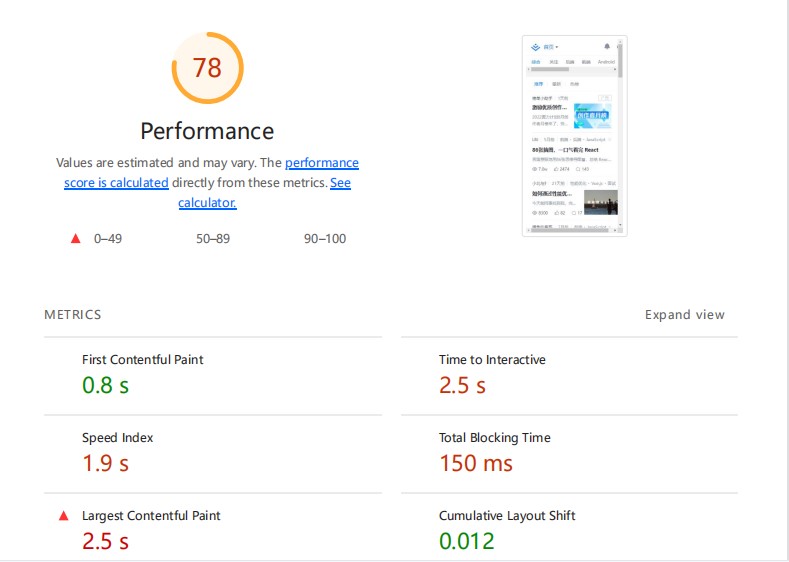 78
Performance
Values are estimated and may vary. The performance
score is calculated directly from these metrics. See
calculator.
0–49 50–89 90–100
首页
METRICS Expand view
First Contentful Paint
0.8 s
Time to Interactive
2.5 s
Speed Index
1.9 s
Total Blocking Time
150 ms
Largest Contentful Paint
2.5 s
Cumulative Layout Shift
0.012